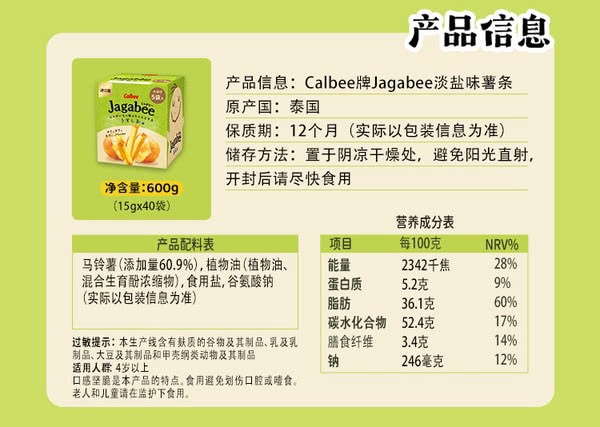 产品信息
产品信息：Calbee牌Jagabee淡盐味薯条
原产国：泰国
保质期：12个月（实际以包装信息为准）
储存方法：置于阴凉干燥处，避免阳光直射，
开封后请尽快食用
Calbee
Jagabee
5袋入
净含量:600g
（15gx40袋）
产品配料表
马铃薯(添加量60.9%),植物油(植物油、
混合生育酚浓缩物),食用盐,谷氨酸钠
(实际以包装信息为准)
过敏提示：本生产线含有麸质的谷物及其制品、乳及乳
制品、大豆及其制品和甲壳纲类动物及其制品
适用人群：4岁以上
口感坚脆是本产品的特点。食用避免划伤口腔或噎食。
老人和儿童请在监护下食用。
营养成分表
项目 每100克 NRV%
能量 2342千焦 28%
蛋白质 5.2克 9%
脂肪 36.1克 60%
碳水化合物 52.4克 17%
膳食纤维 3.4克 14%
钠 246毫克 12%